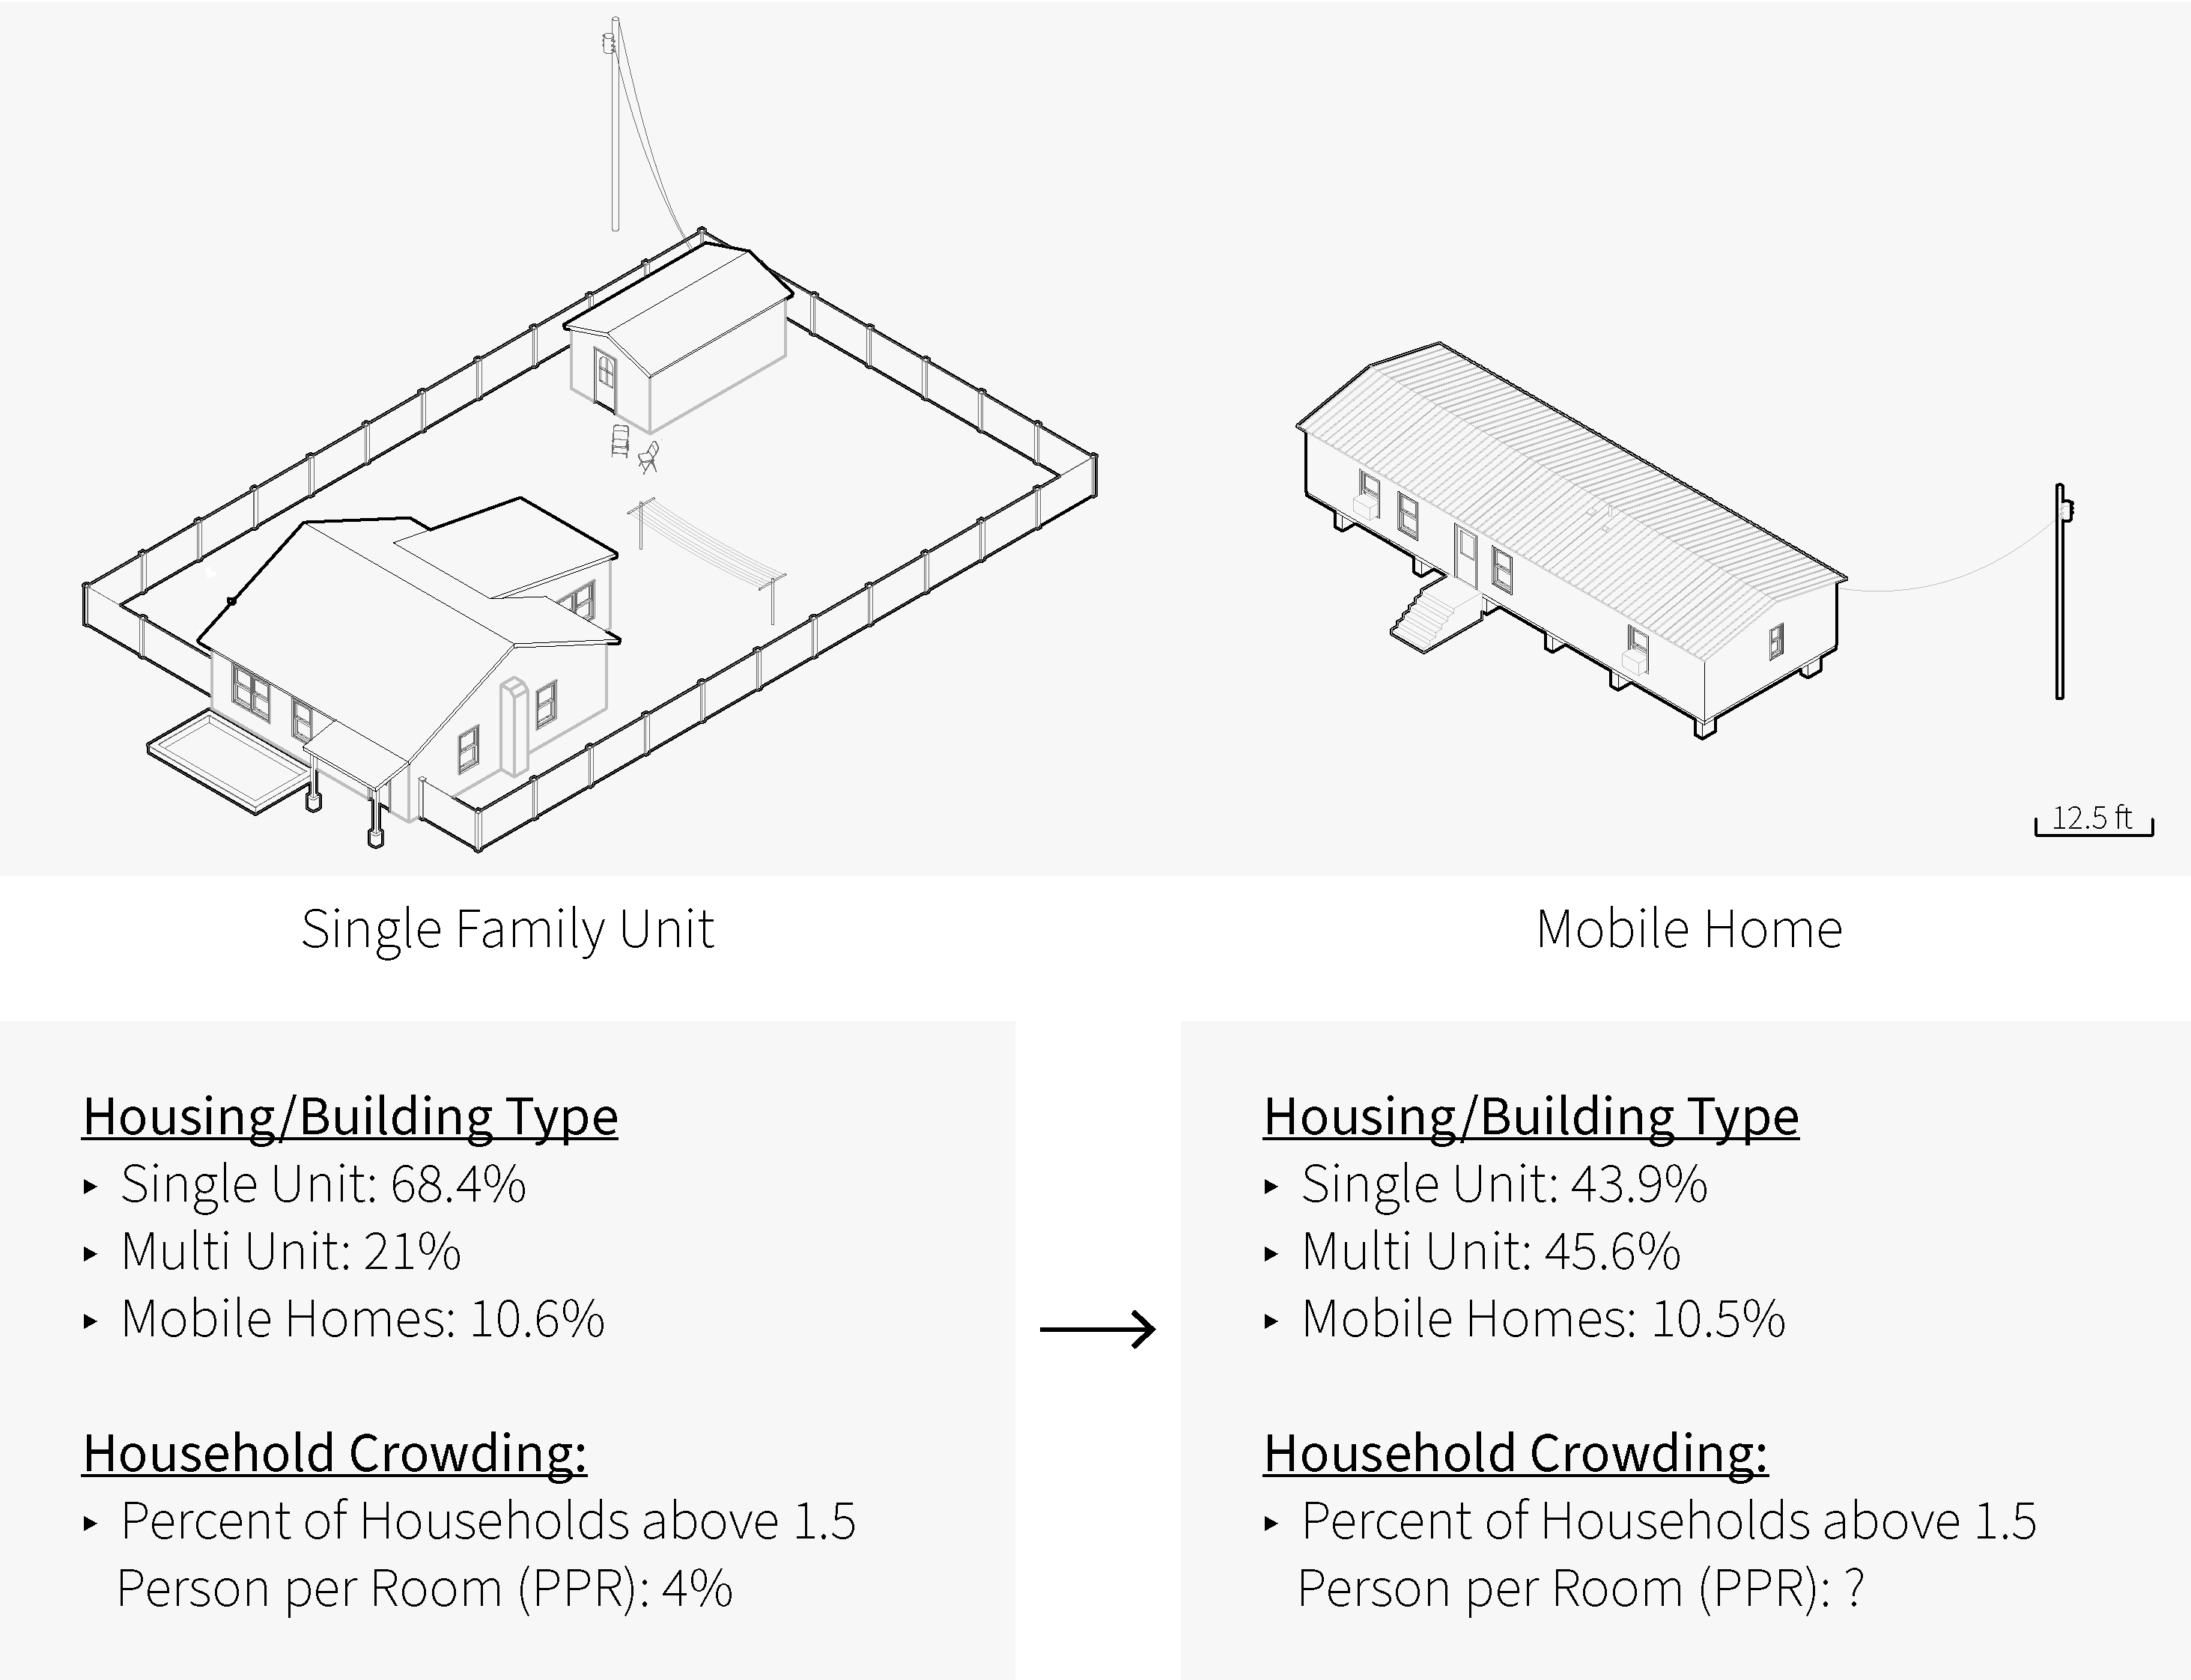 12.5 ft
Single Family Unit
Mobile Home
Housing/Building Type
‣ Single Unit: 68.4%
‣ Multi Unit: 21%
‣ Mobile Homes: 10.6%
Household Crowding:
‣ Percent of Households above 1.5
Person per Room (PPR): 4%
Housing/Building Type
‣ Single Unit: 43.9%
‣ Multi Unit: 45.6%
‣ Mobile Homes: 10.5%
Household Crowding:
‣ Percent of Households above 1.5
Person per Room (PPR): ?